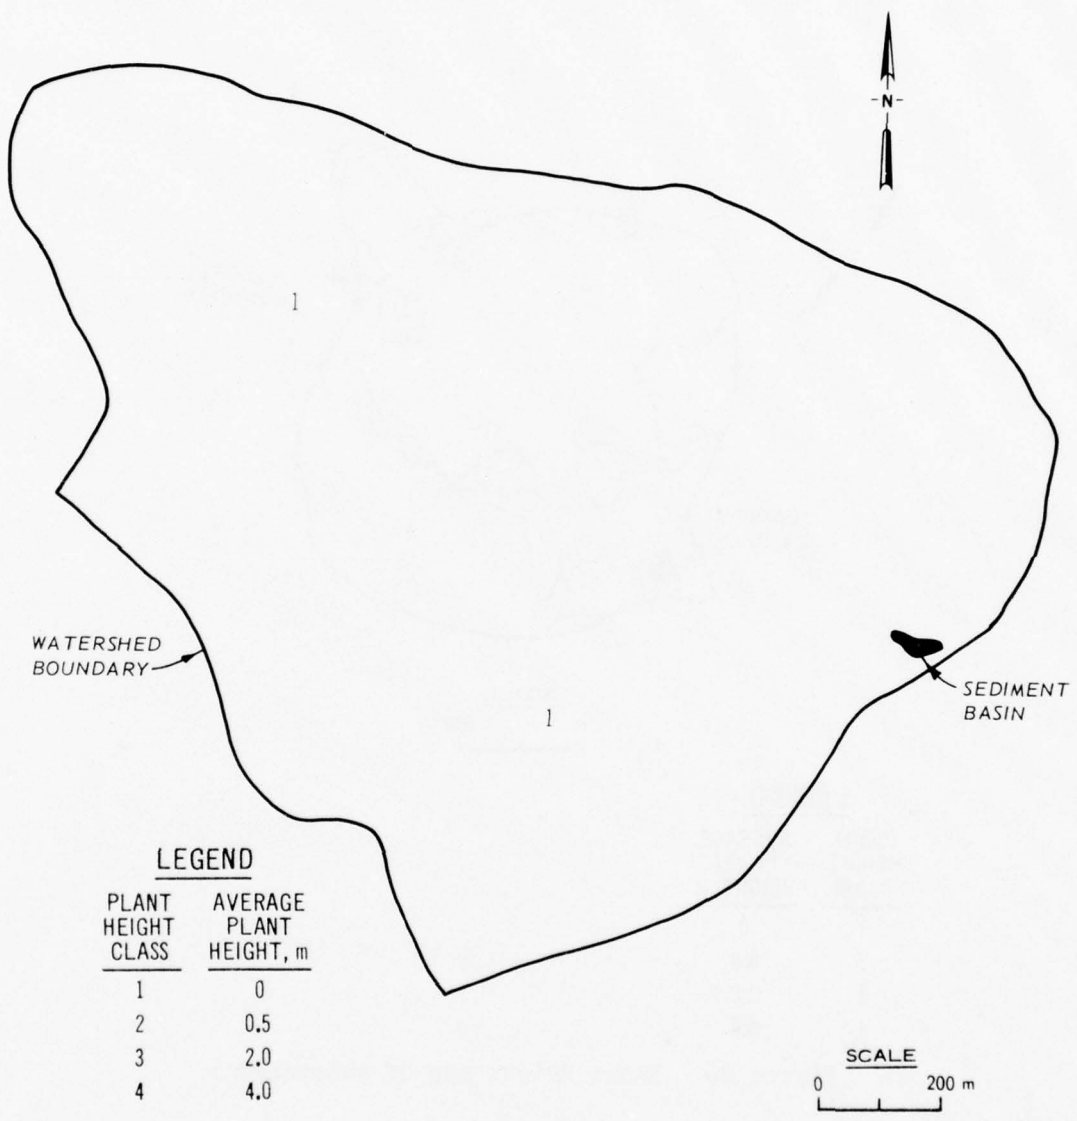 -N-
1
WATERSHED
BOUNDARY
SEDIMENT
BASIN
1
LEGEND
PLANT HEIGHT CLASS AVERAGE PLANT HEIGHT, m
1 0
2 0.5
3 2.0
4 4.0
SCALE
0 200 m